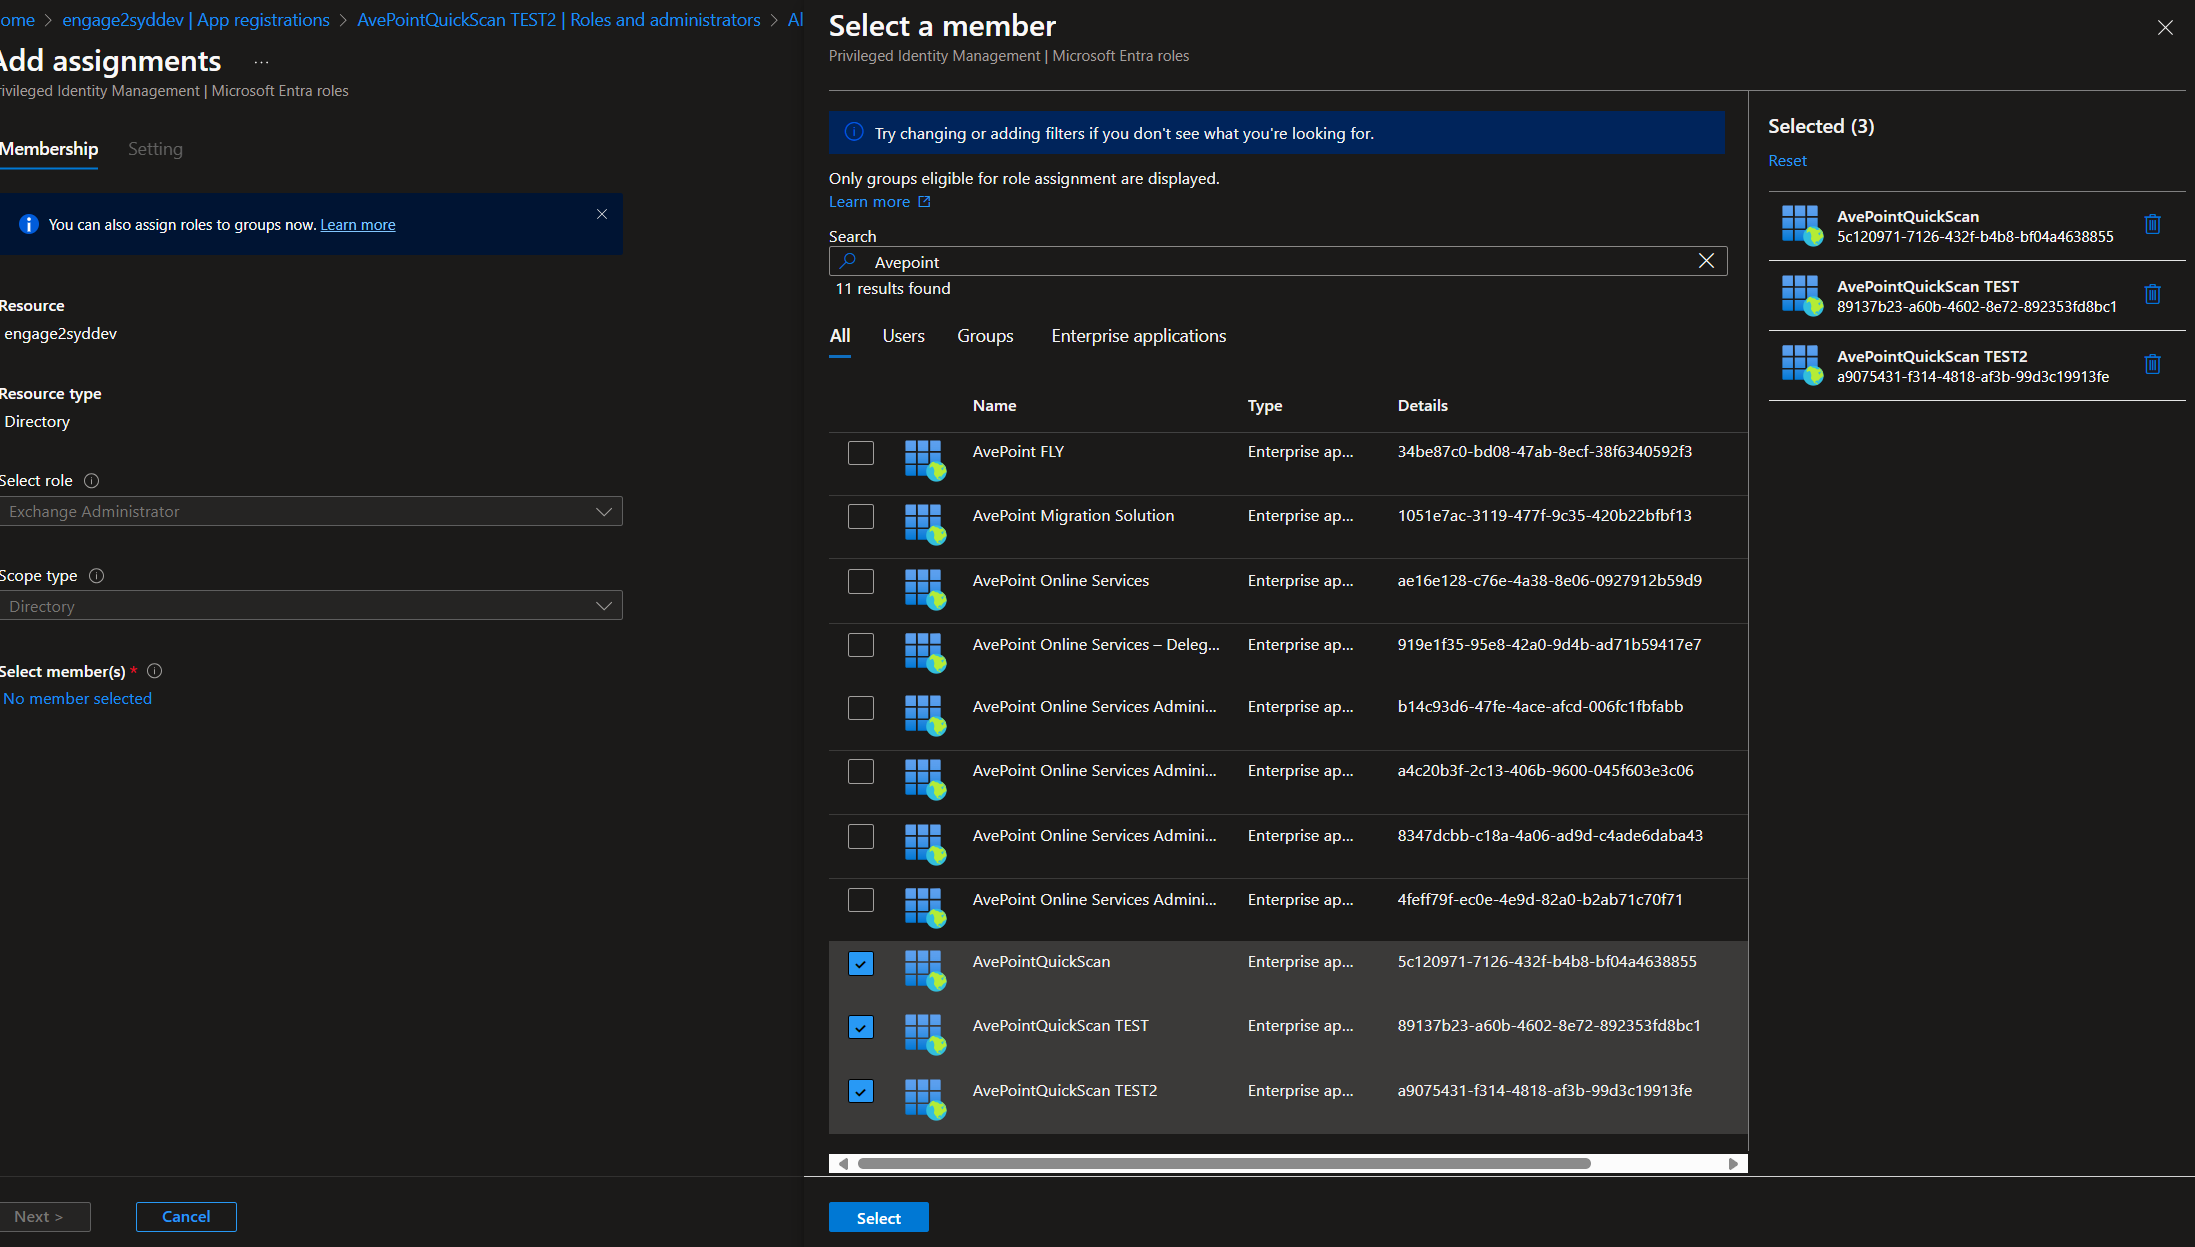 ome > engage2syddev | App registrations > AvePointQuickScan TEST2 | Roles and administrators > Al
Add assignments ...
rivileged Identity Management | Microsoft Entra roles
Membership Setting
You can also assign roles to groups now. Learn more
Resource
engage2syddev
Resource type
Directory
Select role
Exchange Administrator
Scope type
Directory
Select member(s) *
No member selected
Next >
Cancel
Select a member
Privileged Identity Management | Microsoft Entra roles
Try changing or adding filters if you don't see what you're looking for.
Only groups eligible for role assignment are displayed.
Learn more
Search
Avepoint
11 results found
All Users Groups Enterprise applications
Name Type Details
AvePoint FLY Enterprise ap... 34be87c0-bd08-47ab-8ecf-38f6340592f3
AvePoint Migration Solution Enterprise ap... 1051e7ac-3119-477f-9c35-420b22bfbf13
AvePoint Online Services Enterprise ap... ae16e128-c76e-4a38-8e06-0927912b59d9
AvePoint Online Services – Deleg... Enterprise ap... 919e1f35-95e8-42a0-9d4b-ad71b59417e7
AvePoint Online Services Admini... Enterprise ap... b14c93d6-47fe-4ace-afcd-006fc1fbfabb
AvePoint Online Services Admini... Enterprise ap... a4c20b3f-2c13-406b-9600-045f603e3c06
AvePoint Online Services Admini... Enterprise ap... 8347dcbb-c18a-4a06-ad9d-c4ade6daba43
AvePoint Online Services Admini... Enterprise ap... 4feff79f-ec0e-4e9d-82a0-b2ab71c70f71
AvePointQuickScan Enterprise ap... 5c120971-7126-432f-b4b8-bf04a4638855
AvePointQuickScan TEST Enterprise ap... 89137b23-a60b-4602-8e72-892353fd8bc1
AvePointQuickScan TEST2 Enterprise ap... a9075431-f314-4818-af3b-99d3c19913fe
Select
Selected (3)
Reset
AvePointQuickScan
5c120971-7126-432f-b4b8-bf04a4638855
AvePointQuickScan TEST
89137b23-a60b-4602-8e72-892353fd8bc1
AvePointQuickScan TEST2
a9075431-f314-4818-af3b-99d3c19913fe